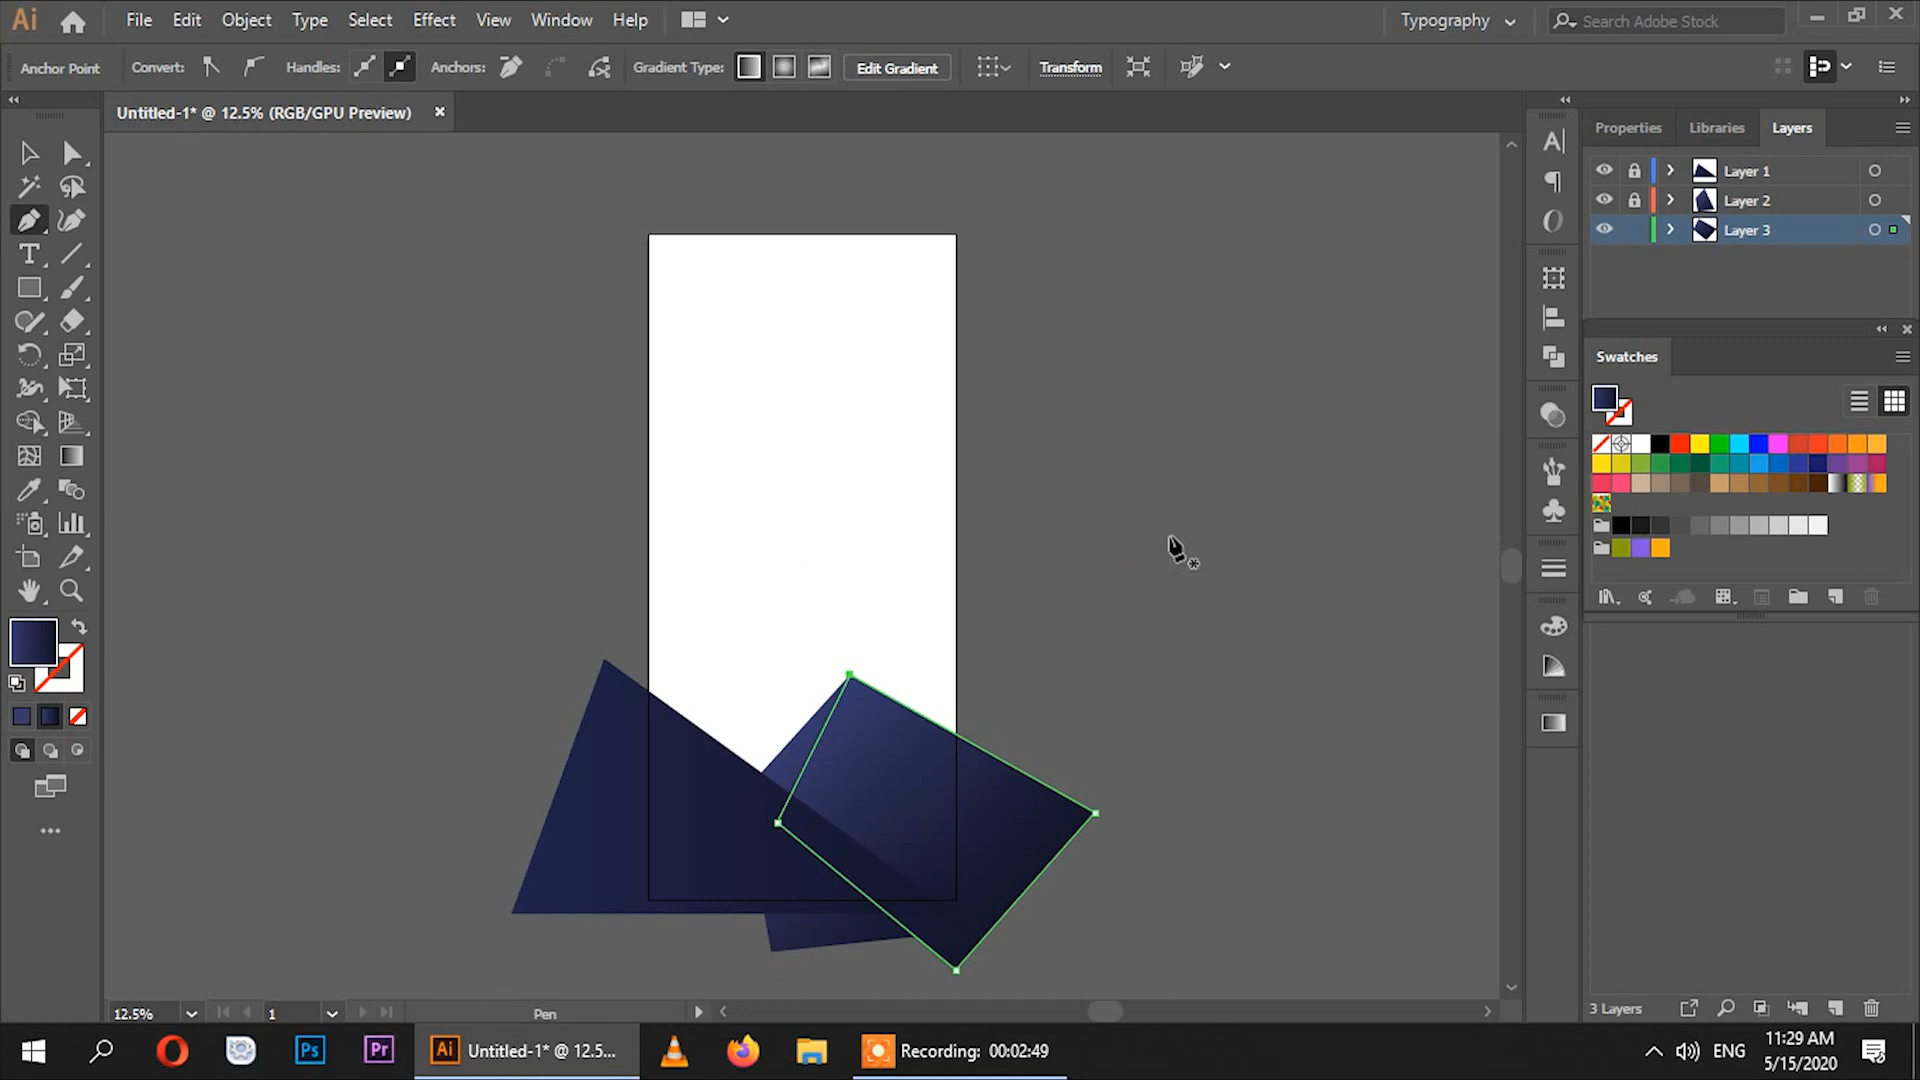 Ai File Edit Object Type Select Effect View Window Help Typography Search Adobe Stock
Anchor Point Convert: Handles: Anchors: Gradient Type: Edit Gradient Transform
Untitled-1* @ 12.5% (RGB/GPU Preview)
Properties Libraries Layers
Layer 1
Layer 2
Layer 3
Swatches
3 Layers
12.5% 1 Pen
Ps Pr Ai Untitled-1* @ 12.5... Recording: 00:02:49 ENG
11:29 AM
5/15/2020